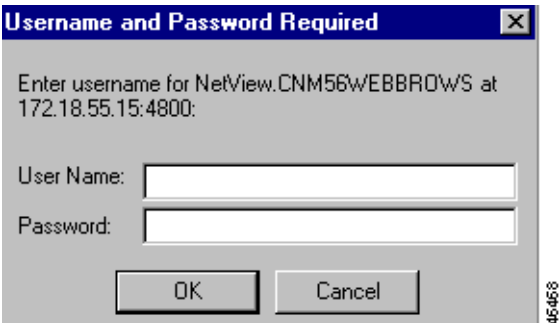 Username and Password Required
Enter username for NetView.CNM56WEBBROWS at
172.18.55.15:4800:
User Name:
Password:
OK
Cancel
46468